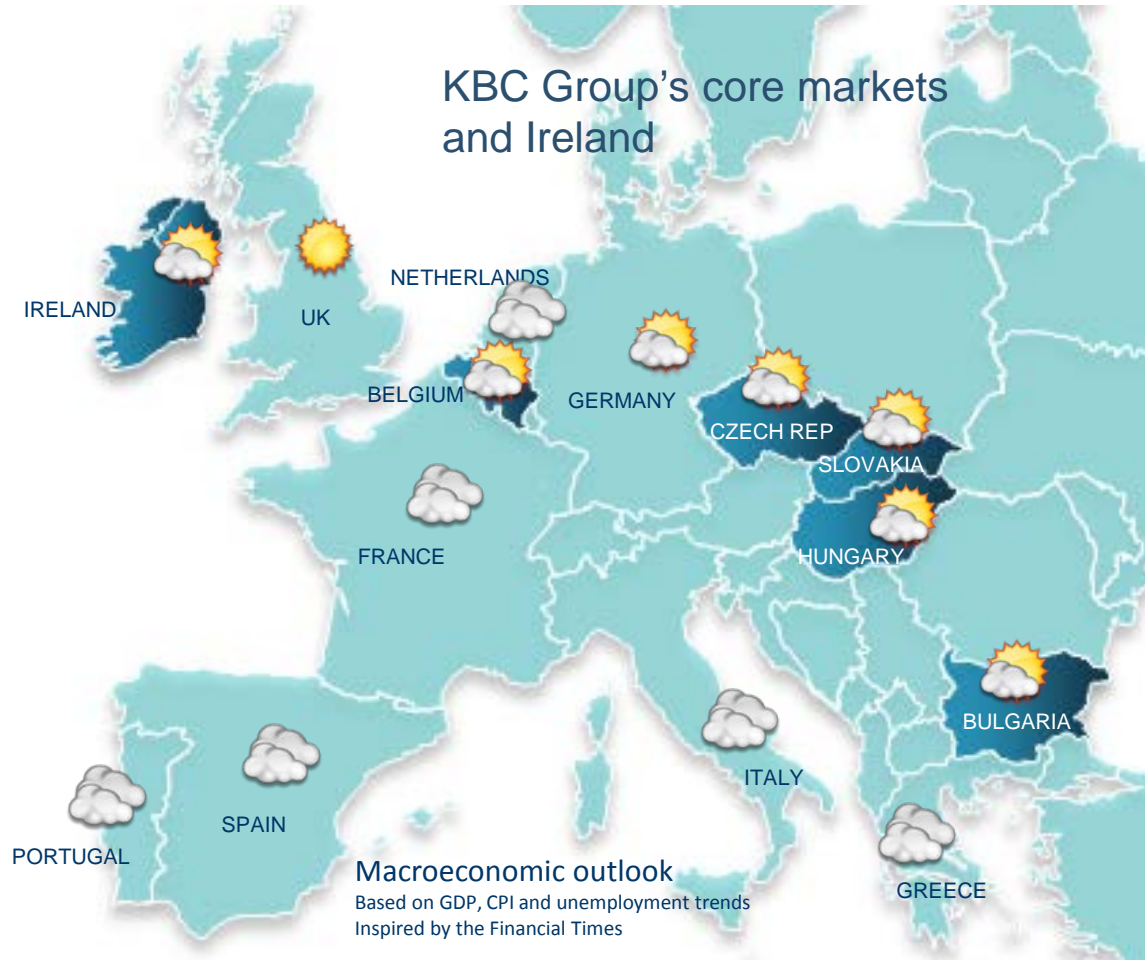 KBC Group's core markets
and Ireland
NETHERLANDS
IRELAND
UK
BELGIUM
GERMANY
CZECH REP
SLOVAKIA
FRANCE
HUNGARY
BULGARIA
ITALY
SPAIN
PORTUGAL
GREECE
Macroeconomic outlook
Based on GDP, CPI and unemployment trends
Inspired by the Financial Times